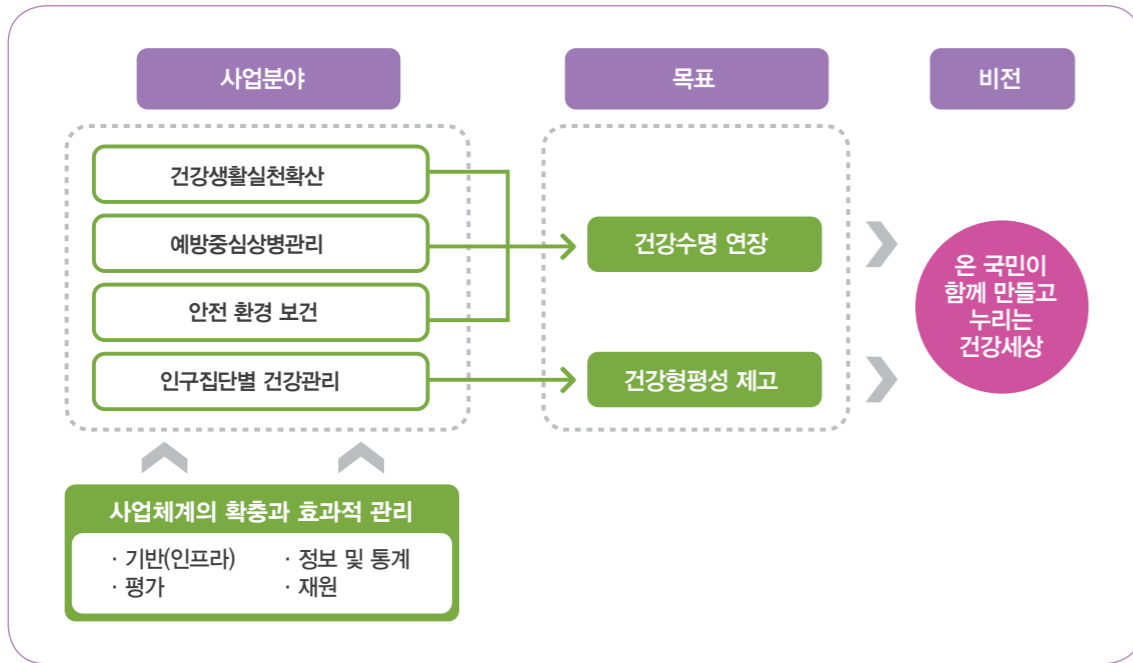 사업분야
목표
비전
건강생활실천확산
예방중심상병관리
안전 환경 보건
인구집단별 건강관리
건강수명 연장
건강형평성 제고
온 국민이
함께 만들고
누리는
건강세상
사업체계의 확충과 효과적 관리
· 기반(인프라)
· 정보 및 통계
· 평가
· 재원